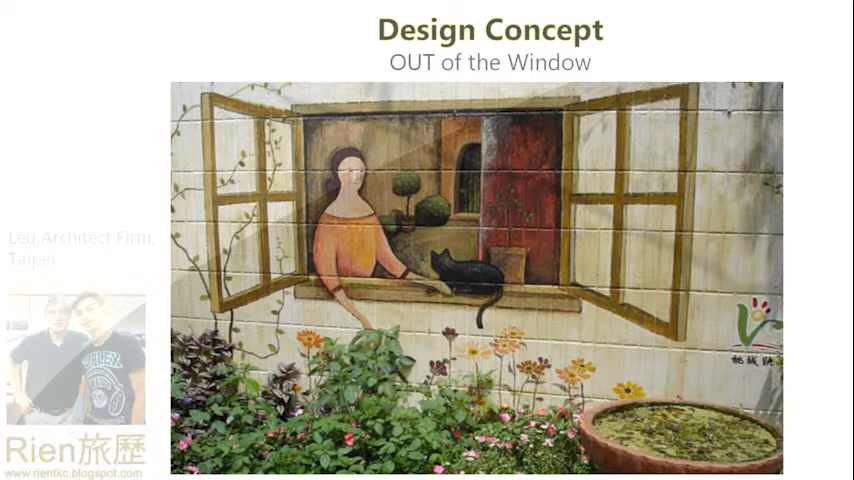 Design Concept
OUT of the Window
Leu Architect Firm,
Taipei
Rien旅歷
www.rientkc.blogspot.com